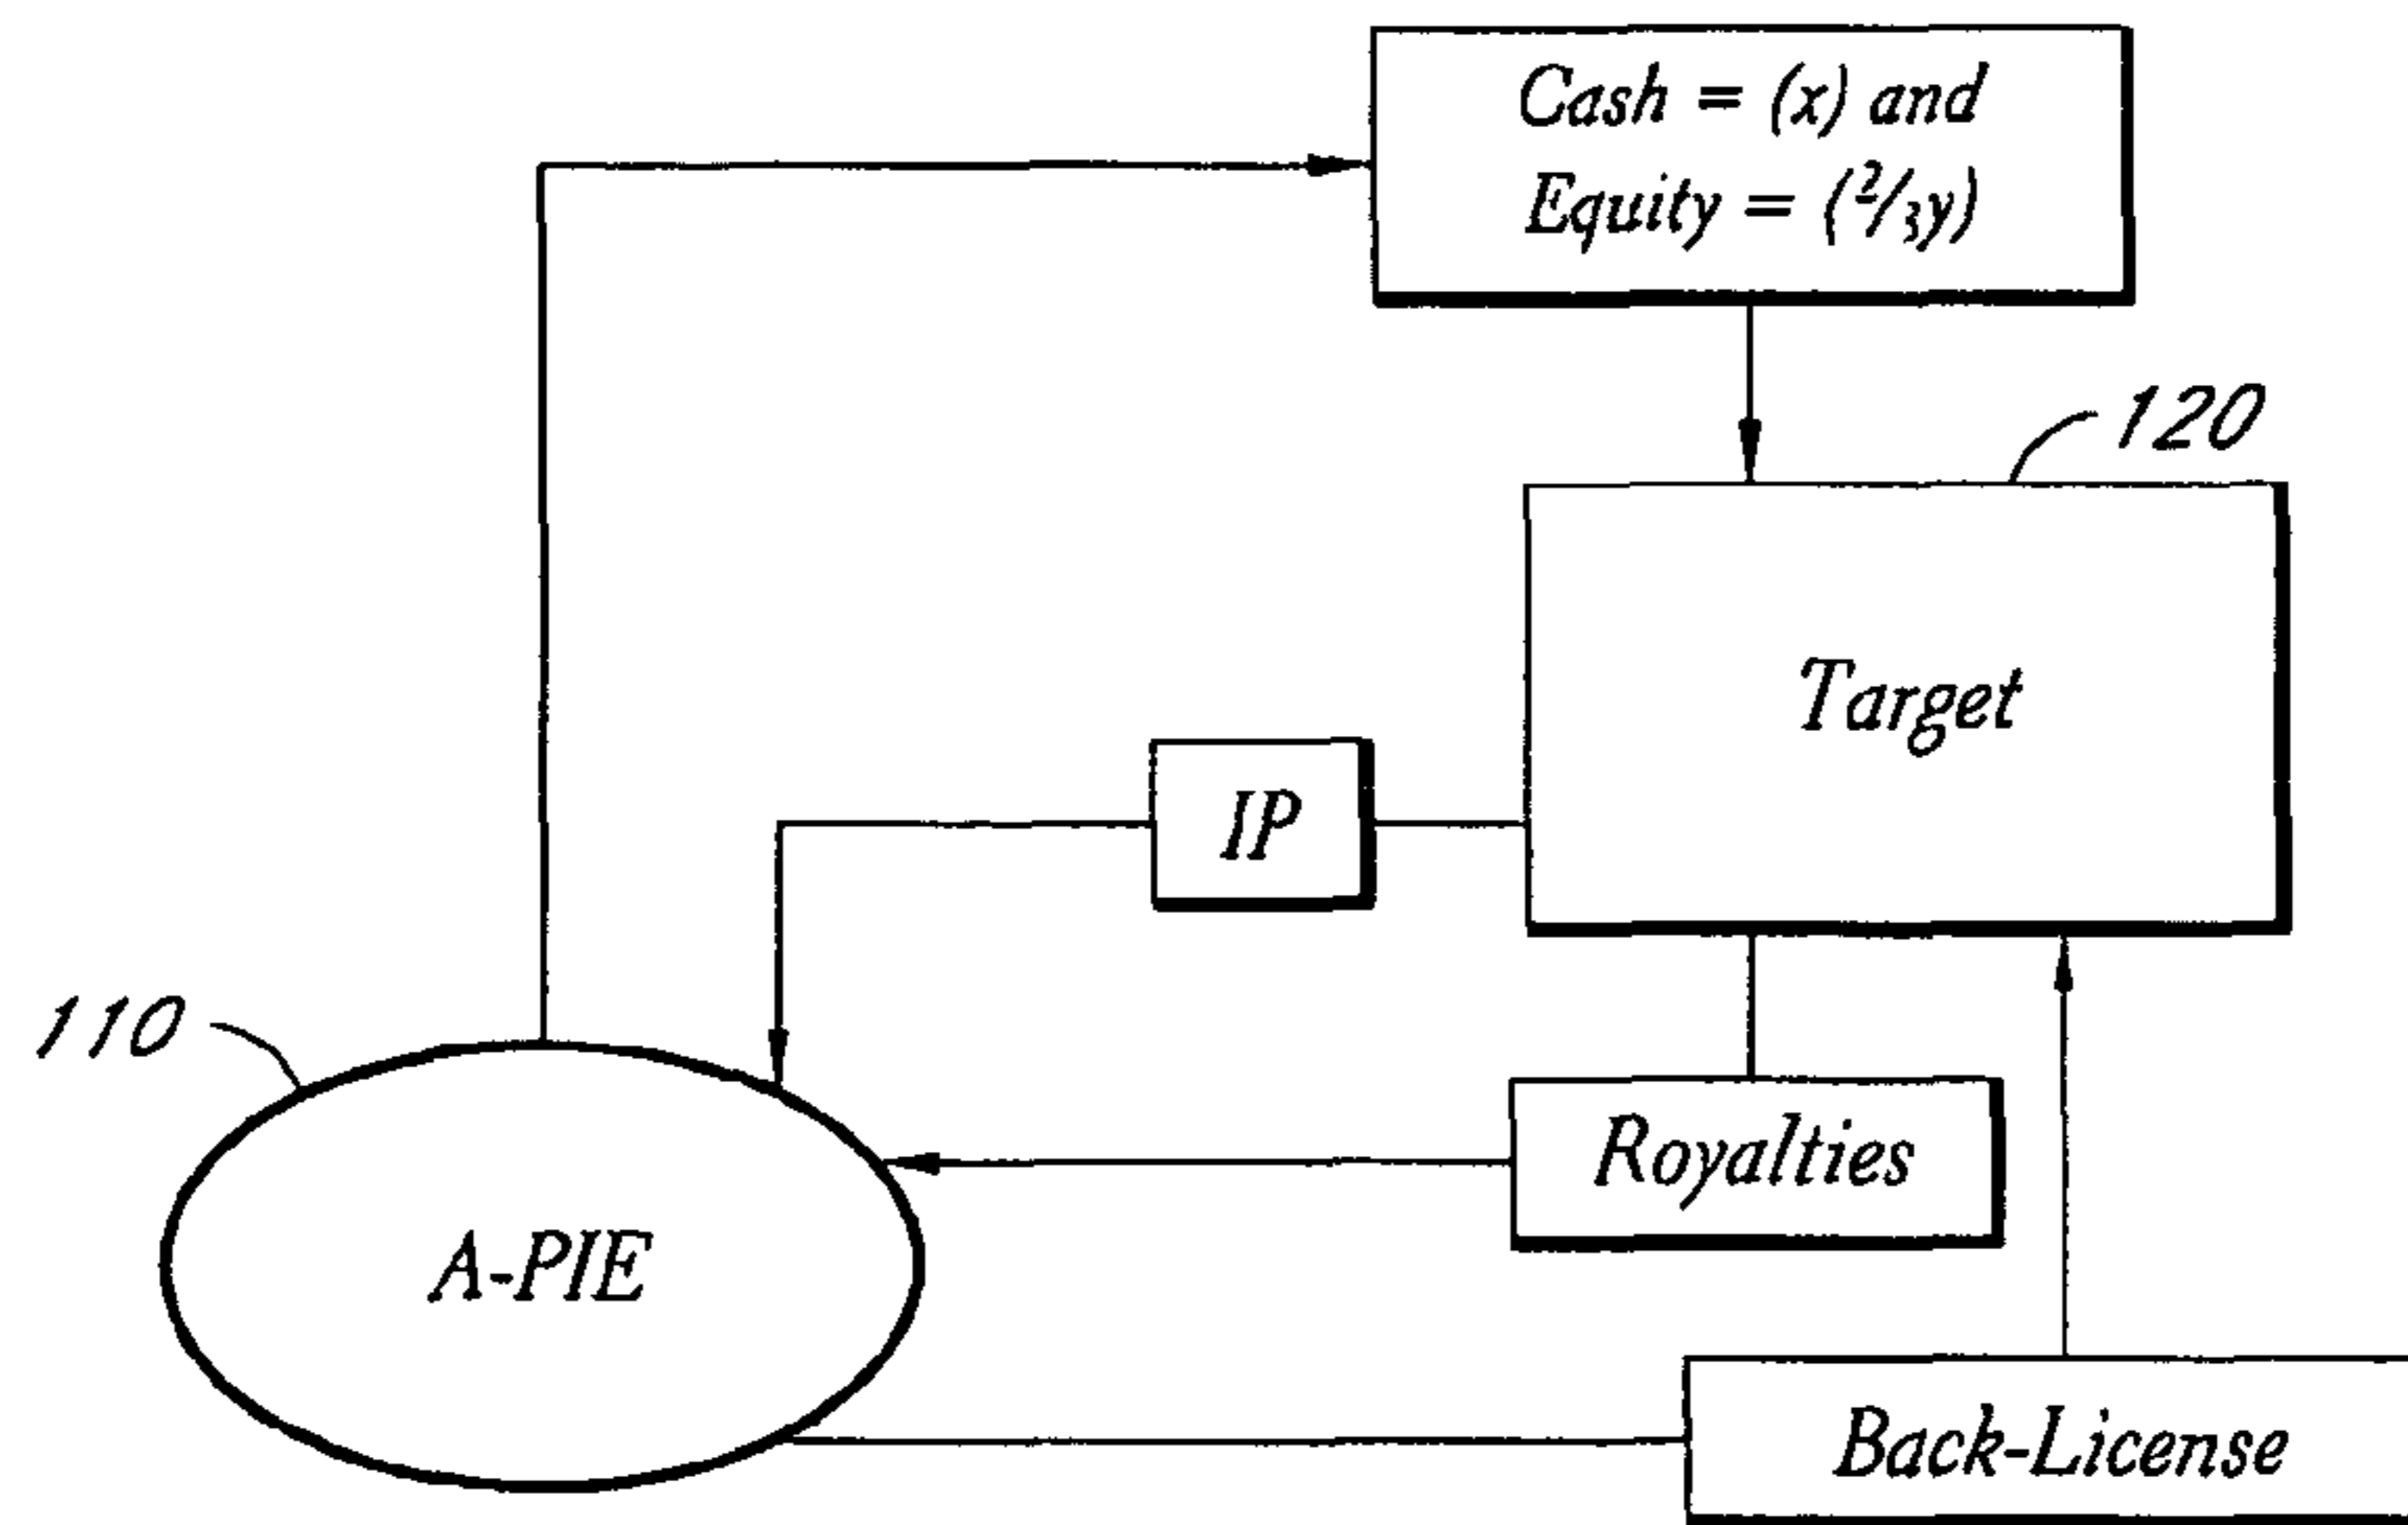 Cash = (x) and
Equity = (2/3y)
120
Target
IP
110
Royalties
A-PIE
Back-License